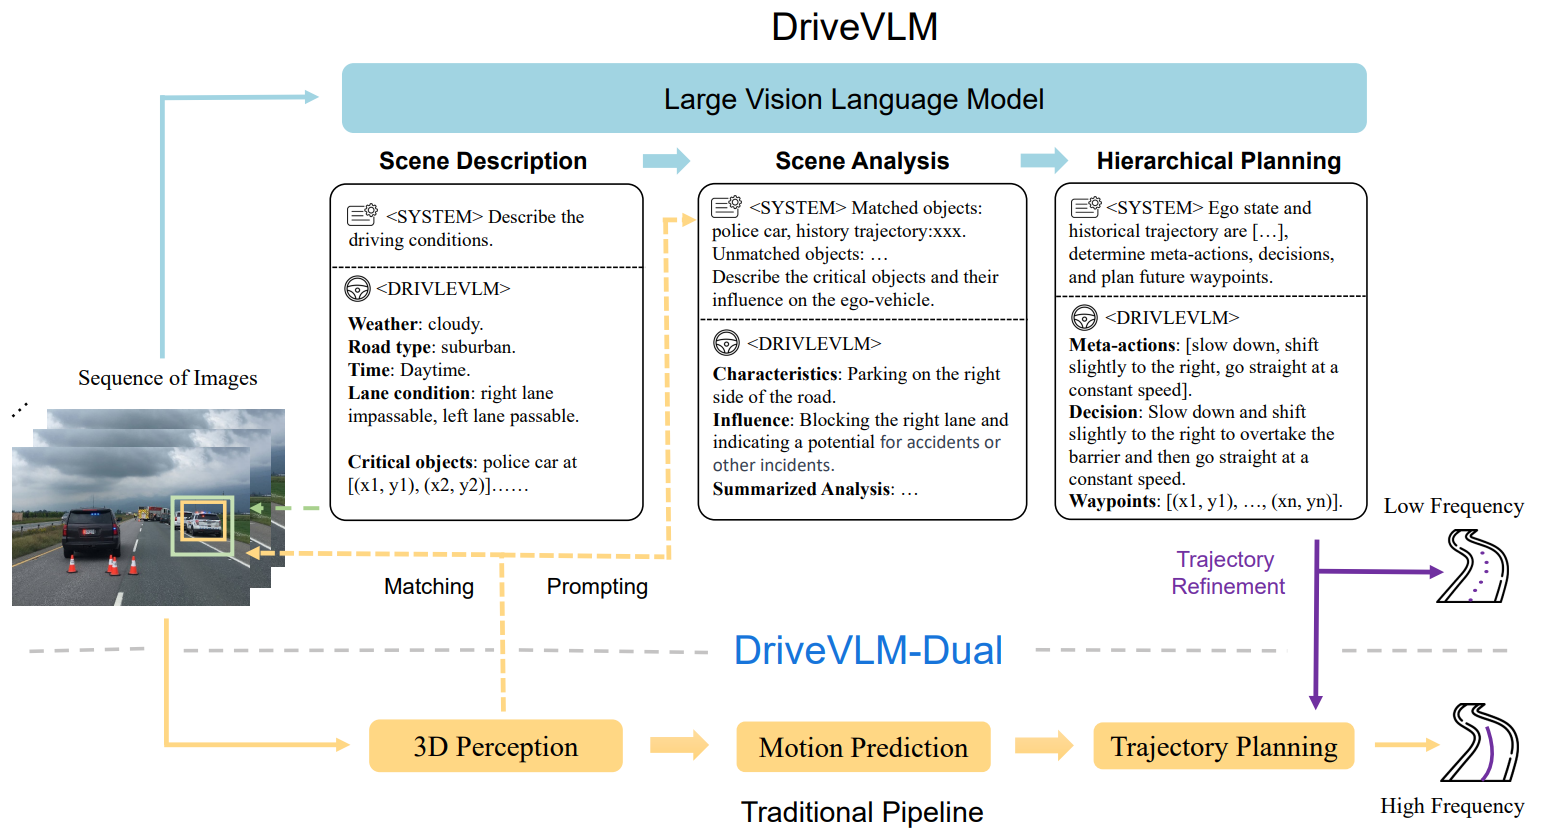 DriveVLM
Large Vision Language Model
Scene Description
Scene Analysis
Hierarchical Planning
<SYSTEM> Describe the
driving conditions.
<DRIVLEVLM>
Weather: cloudy.
Road type: suburban.
Time: Daytime.
Lane condition: right lane
impassable, left lane passable.
Critical objects: police car at
[(x1, y1), (x2, y2)]……
<SYSTEM> Matched objects:
police car, history trajectory:xxx.
Unmatched objects: …
Describe the critical objects and their
influence on the ego-vehicle.
<DRIVLEVLM>
Characteristics: Parking on the right
side of the road.
Influence: Blocking the right lane and
indicating a potential for accidents or
other incidents.
Summarized Analysis: …
<SYSTEM> Ego state and
historical trajectory are […],
determine meta-actions, decisions,
and plan future waypoints.
<DRIVLEVLM>
Meta-actions: [slow down, shift
slightly to the right, go straight at a
constant speed].
Decision: Slow down and shift
slightly to the right to overtake the
barrier and then go straight at a
constant speed.
Waypoints: [(x1, y1), …, (xn, yn)].
Sequence of Images
Matching
Prompting
Trajectory
Refinement
Low Frequency
DriveVLM-Dual
3D Perception
Motion Prediction
Trajectory Planning
Traditional Pipeline
High Frequency